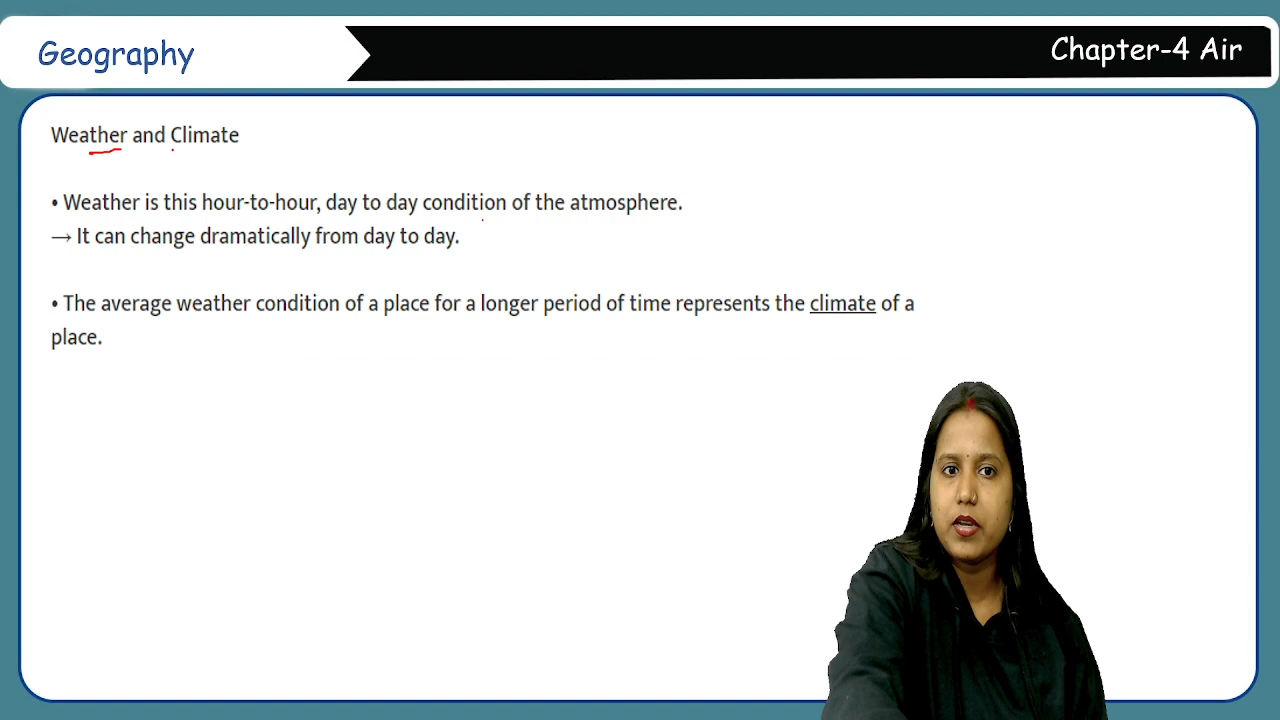 Geography
Chapter-4 Air
Weather and Climate
• Weather is this hour-to-hour, day to day condition of the atmosphere.
→ It can change dramatically from day to day.
• The average weather condition of a place for a longer period of time represents the climate of a
place.